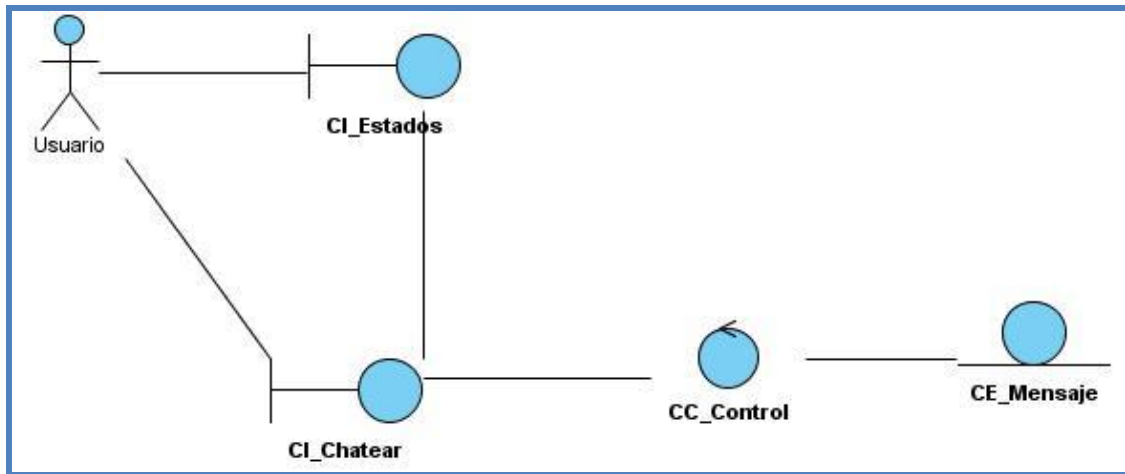 Usuario
CI_Estados
CI_Chatear
CC_Control
CE_Mensaje